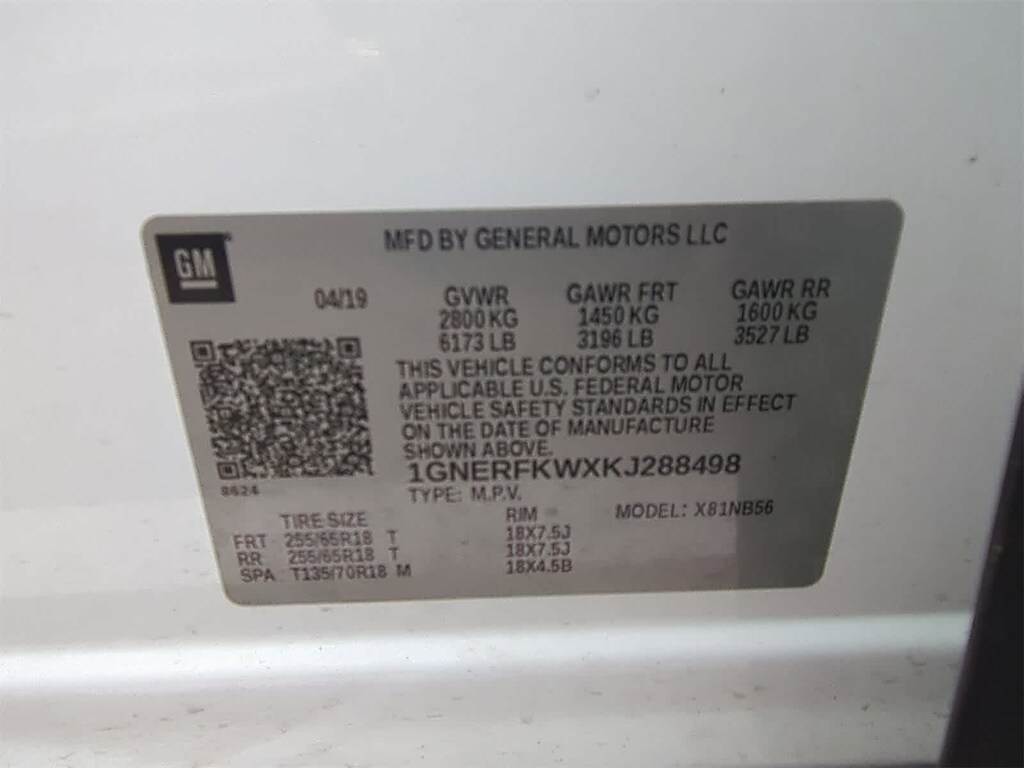 GM
MFD BY GENERAL MOTORS LLC
04/19 GVWR GAWR FRT GAWR RR
2800 KG 1450 KG 1600 KG
6173 LB 3196 LB 3527 LB
THIS VEHICLE CONFORMS TO ALL
APPLICABLE U.S. FEDERAL MOTOR
VEHICLE SAFETY STANDARDS IN EFFECT
ON THE DATE OF MANUFACTURE
SHOWN ABOVE.
1GNERFKWXKJ288498
8624
TYPE: M.P.V. MODEL: X81NB56
TIRE SIZE RIM
FRT 255/65R18 T 18X7.5J
RR 255/65R18 T 18X7.5J
SPA T135/70R18 M 18X4.5B